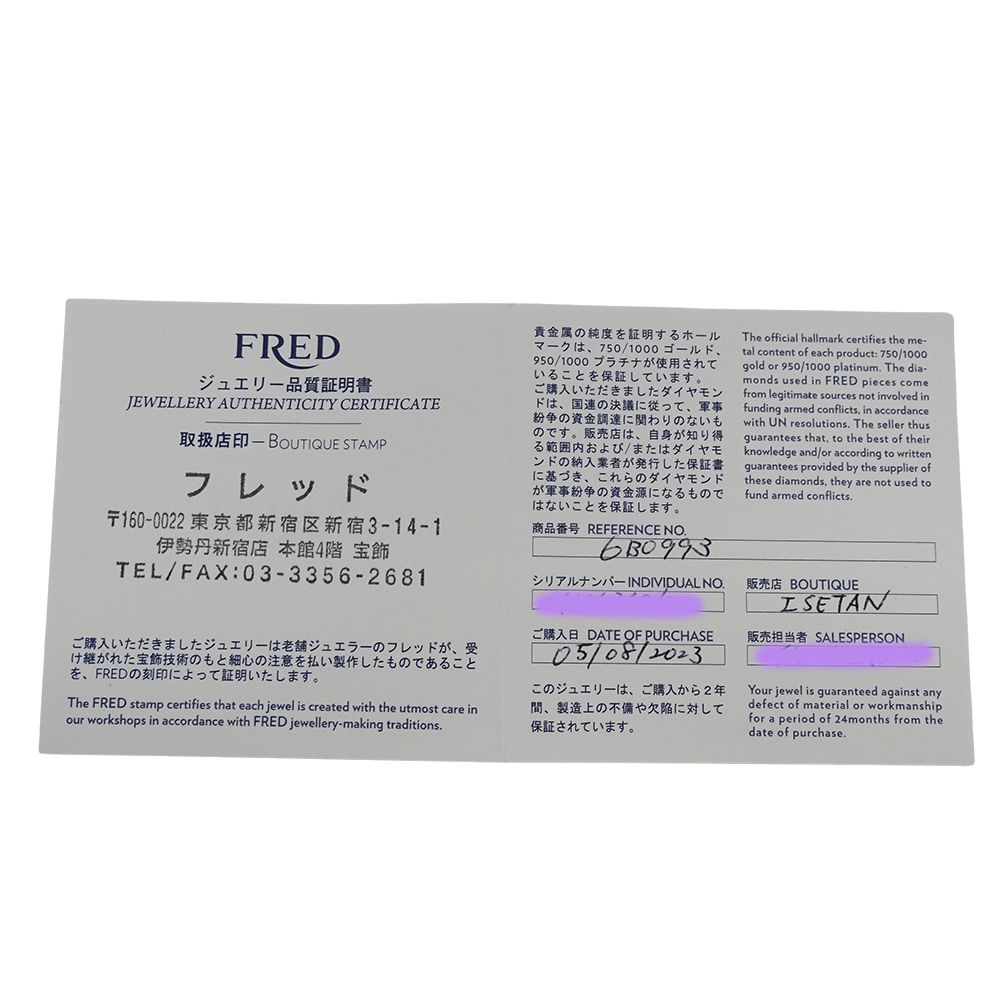 FRED
ジュエリー品質証明書
JEWELLERY AUTHENTICITY CERTIFICATE
取扱店印 — BOUTIQUE STAMP
フレッド
〒160-0022 東京都新宿区新宿3-14-1
伊勢丹新宿店 本館4階 宝飾
TEL/FAX:03-3356-2681
ご購入いただきましたジュエリーは老舗ジュエラーのフレッドが、受
け継がれた宝飾技術のもと細心の注意を払い製作したものであること
を、FREDの刻印によって証明いたします。
The FRED stamp certifies that each jewel is created with the utmost care in
our workshops in accordance with FRED jewellery-making traditions.
貴金属の純度を証明するホール
マークは、750/1000 ゴールド、
950/1000 プラチナが使用されて
いることを保証しています。
ご購入いただきましたダイヤモン
ドは、国連の決議に従って、軍事
紛争の資金調達に関わりのないも
のです。販売店は、自身が知り得
る範囲内および/またはダイヤモ
ンドの納入業者が発行した保証書
に基づき、これらのダイヤモンド
が軍事紛争の資金源になるもので
はないことを保証します。
The official hallmark certifies the me-
tal content of each product: 750/1000
gold or 950/1000 platinum. The dia-
monds used in FRED pieces come
from legitimate sources not involved in
funding armed conflicts, in accordance
with UN resolutions. The seller thus
guarantees that, to the best of their
knowledge and/or according to written
guarantees provided by the supplier of
these diamonds, they are not used to
fund armed conflicts.
商品番号 REFERENCE NO.
6B0993
シリアルナンバー INDIVIDUAL NO.
販売店 BOUTIQUE
ISETAN
ご購入日 DATE OF PURCHASE
05/08/2023
販売担当者 SALESPERSON
このジュエリーは、ご購入から2年
間、製造上の不備や欠陥に対して
保証されています。
Your jewel is guaranteed against any
defect of material or workmanship
for a period of 24months from the
date of purchase.